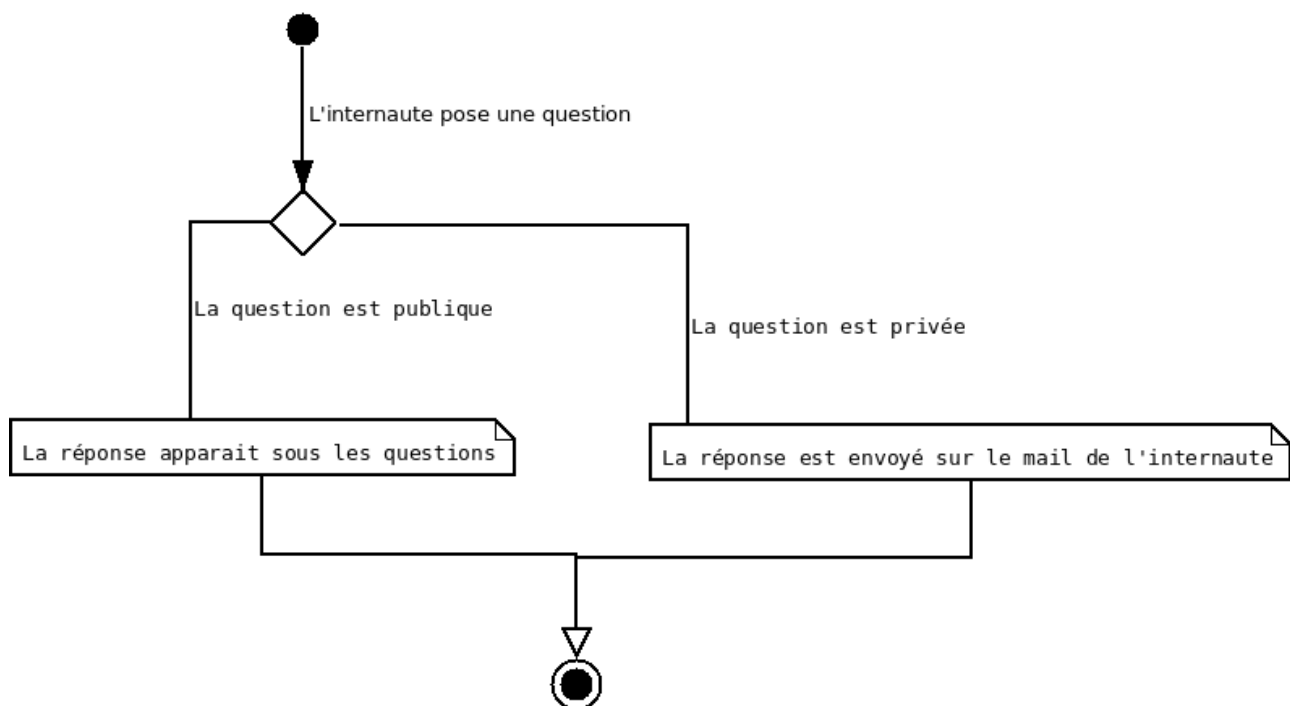 L'internaute pose une question
La question est publique
La question est privée
La réponse apparait sous les questions
La réponse est envoyé sur le mail de l'internaute